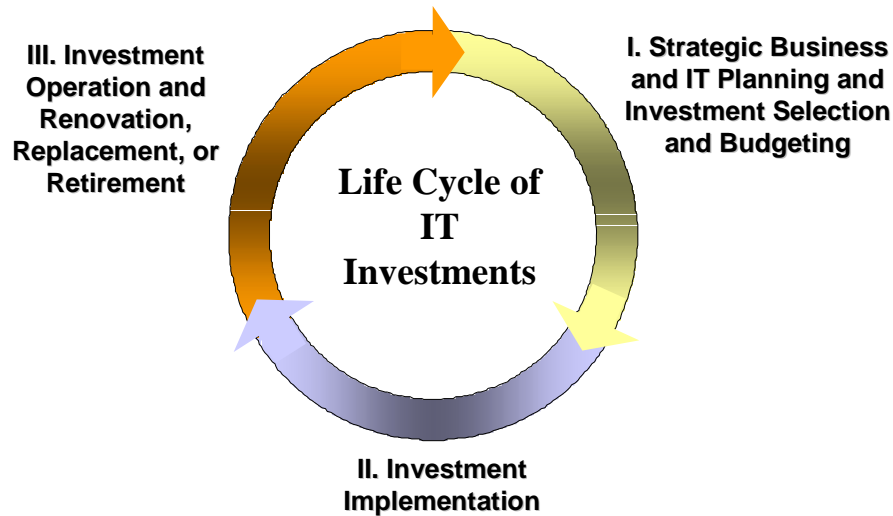 III. Investment
Operation and
Renovation,
Replacement, or
Retirement
I. Strategic Business
and IT Planning and
Investment Selection
and Budgeting
Life Cycle of
IT
Investments
II. Investment
Implementation